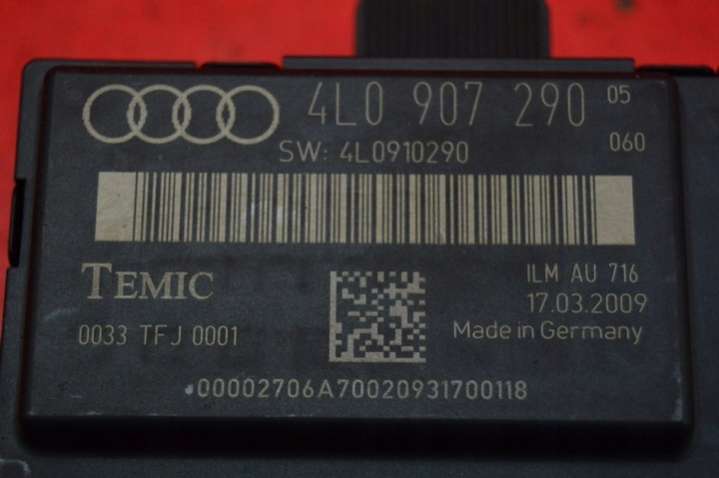 4L0 907 290 05
060
SW: 4L0910290
TEMIC
ILM AU 716
17.03.2009
0033 TFJ 0001
Made in Germany
00002706A70020931700118